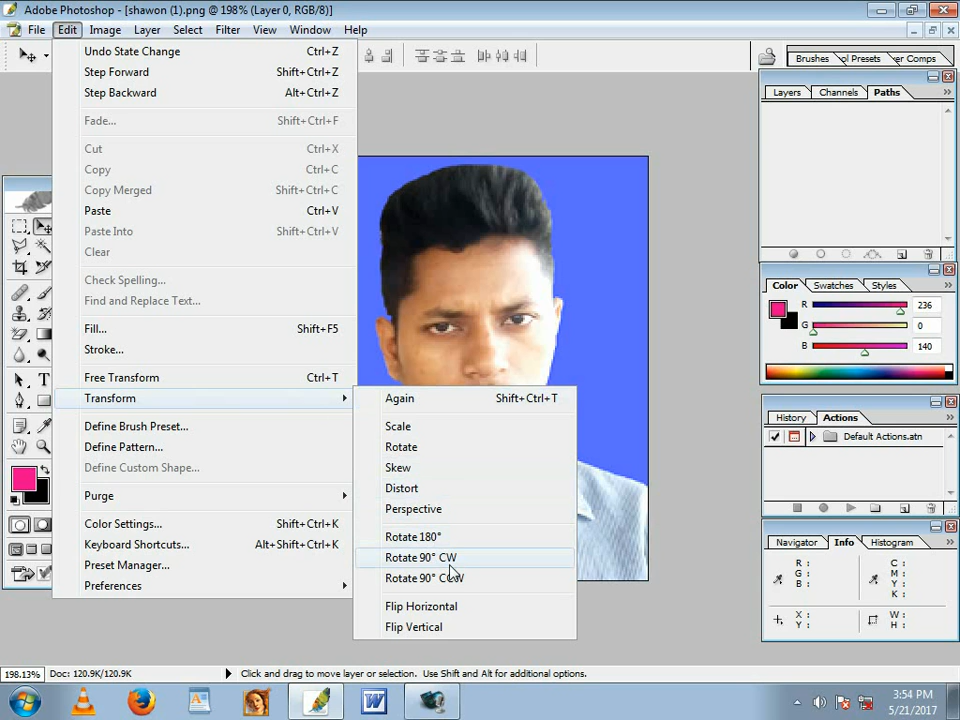 Adobe Photoshop - [shawon (1).png @ 198% (Layer 0, RGB/8)]
File Edit Image Layer Select Filter View Window Help
Undo State Change Ctrl+Z
Step Forward Shift+Ctrl+Z
Step Backward Alt+Ctrl+Z
Fade... Shift+Ctrl+F
Cut Ctrl+X
Copy Ctrl+C
Copy Merged Shift+Ctrl+C
Paste Ctrl+V
Paste Into Shift+Ctrl+V
Clear
Check Spelling...
Find and Replace Text...
Fill... Shift+F5
Stroke...
Free Transform Ctrl+T
Transform
Define Brush Preset...
Define Pattern...
Define Custom Shape...
Purge
Color Settings... Shift+Ctrl+K
Keyboard Shortcuts... Alt+Shift+Ctrl+K
Preset Manager...
Preferences
Again Shift+Ctrl+T
Scale
Rotate
Skew
Distort
Perspective
Rotate 180°
Rotate 90° CW
Rotate 90° CCW
Flip Horizontal
Flip Vertical
Brushes ol Presets er Comps
Layers Channels Paths
Color Swatches Styles
R 236
G 0
B 140
History Actions
Default Actions.atn
Navigator Info Histogram
R : C :
G : M :
B : Y :
K :
X : W :
Y : H :
198.13% Doc: 120.9K/120.9K Click and drag to move layer or selection. Use Shift and Alt for additional options.
3:54 PM
5/21/2017